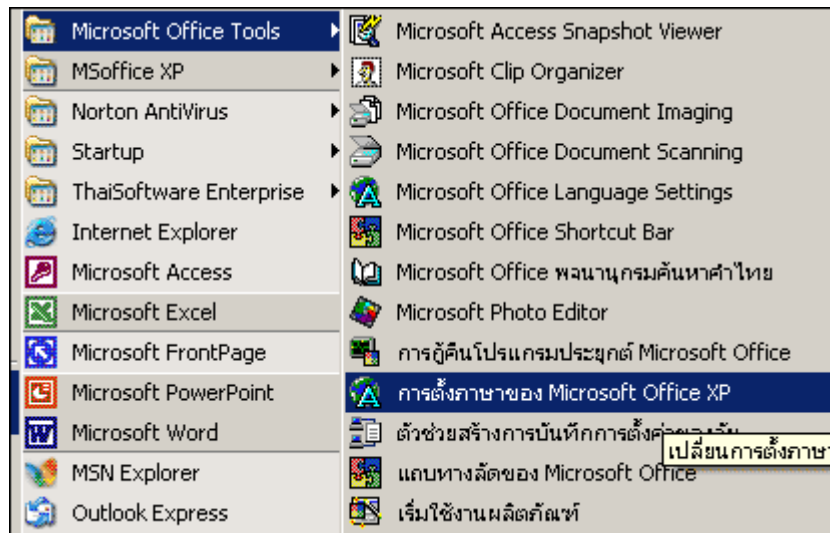 Microsoft Office Tools
MSoffice XP
Norton AntiVirus
Startup
ThaiSoftware Enterprise
Internet Explorer
Microsoft Access
Microsoft Excel
Microsoft FrontPage
Microsoft PowerPoint
Microsoft Word
MSN Explorer
Outlook Express
Microsoft Access Snapshot Viewer
Microsoft Clip Organizer
Microsoft Office Document Imaging
Microsoft Office Document Scanning
Microsoft Office Language Settings
Microsoft Office Shortcut Bar
Microsoft Office พจนานุกรมค้นหาคำไทย
Microsoft Photo Editor
การกู้คืนโปรแกรมประยุกต์ Microsoft Office
การตั้งภาษาของ Microsoft Office XP
ตัวช่วยสร้างการบันทึกการตั้งค่าของฉัน
เปลี่ยนการตั้งภาษา
แถบทางลัดของ Microsoft Office
เริ่มใช้งานผลิตภัณฑ์